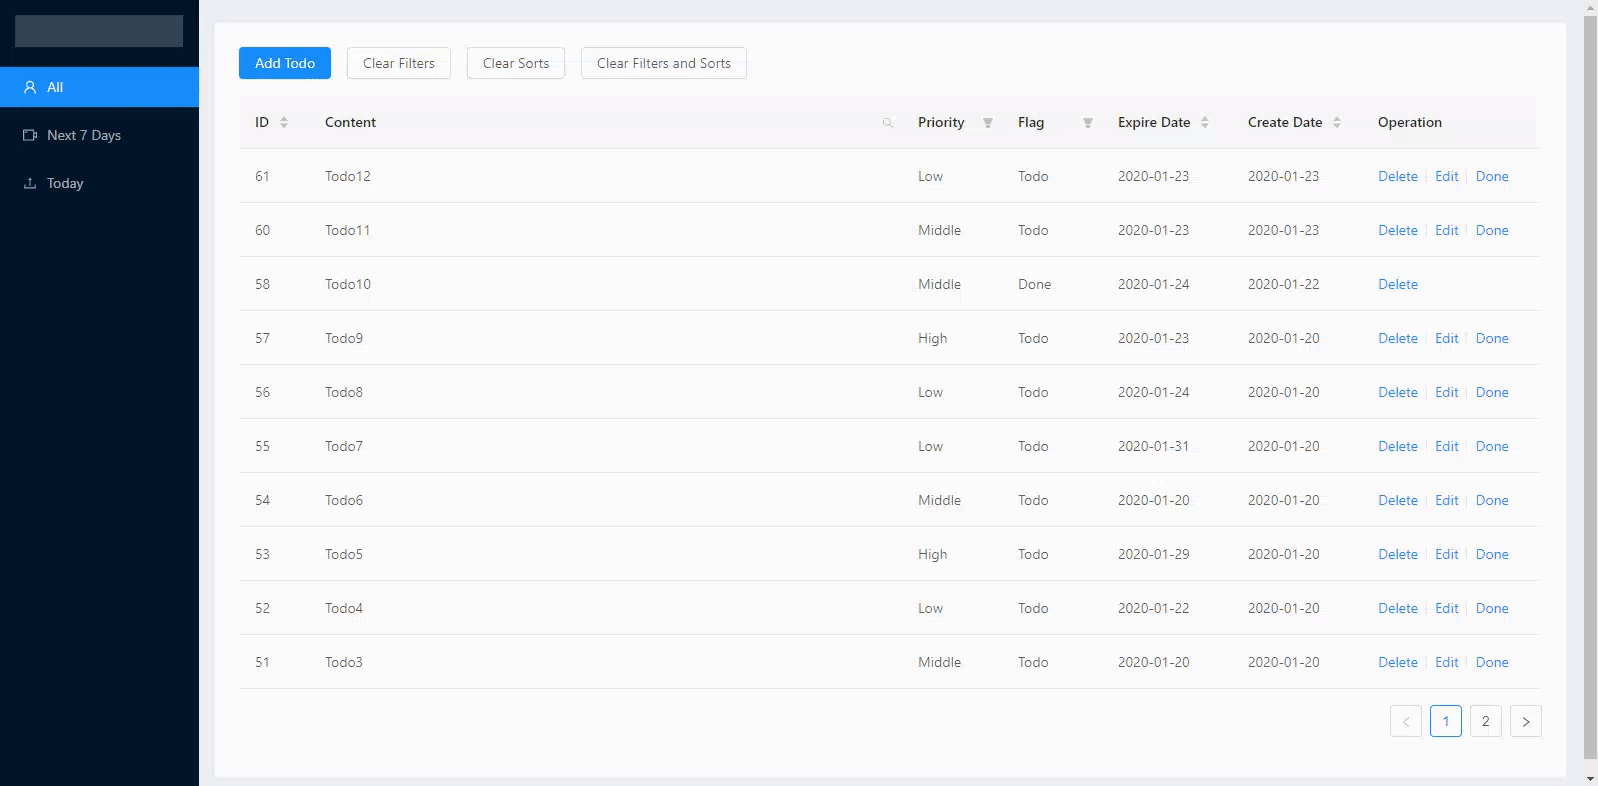 All
Next 7 Days
Today
Add Todo Clear Filters Clear Sorts Clear Filters and Sorts
ID Content Priority Flag Expire Date Create Date Operation
61 Todo12 Low Todo 2020-01-23 2020-01-23 Delete Edit Done
60 Todo11 Middle Todo 2020-01-23 2020-01-23 Delete Edit Done
58 Todo10 Middle Done 2020-01-24 2020-01-22 Delete
57 Todo9 High Todo 2020-01-23 2020-01-20 Delete Edit Done
56 Todo8 Low Todo 2020-01-24 2020-01-20 Delete Edit Done
55 Todo7 Low Todo 2020-01-31 2020-01-20 Delete Edit Done
54 Todo6 Middle Todo 2020-01-20 2020-01-20 Delete Edit Done
53 Todo5 High Todo 2020-01-29 2020-01-20 Delete Edit Done
52 Todo4 Low Todo 2020-01-22 2020-01-20 Delete Edit Done
51 Todo3 Middle Todo 2020-01-20 2020-01-20 Delete Edit Done
< 1 2 >